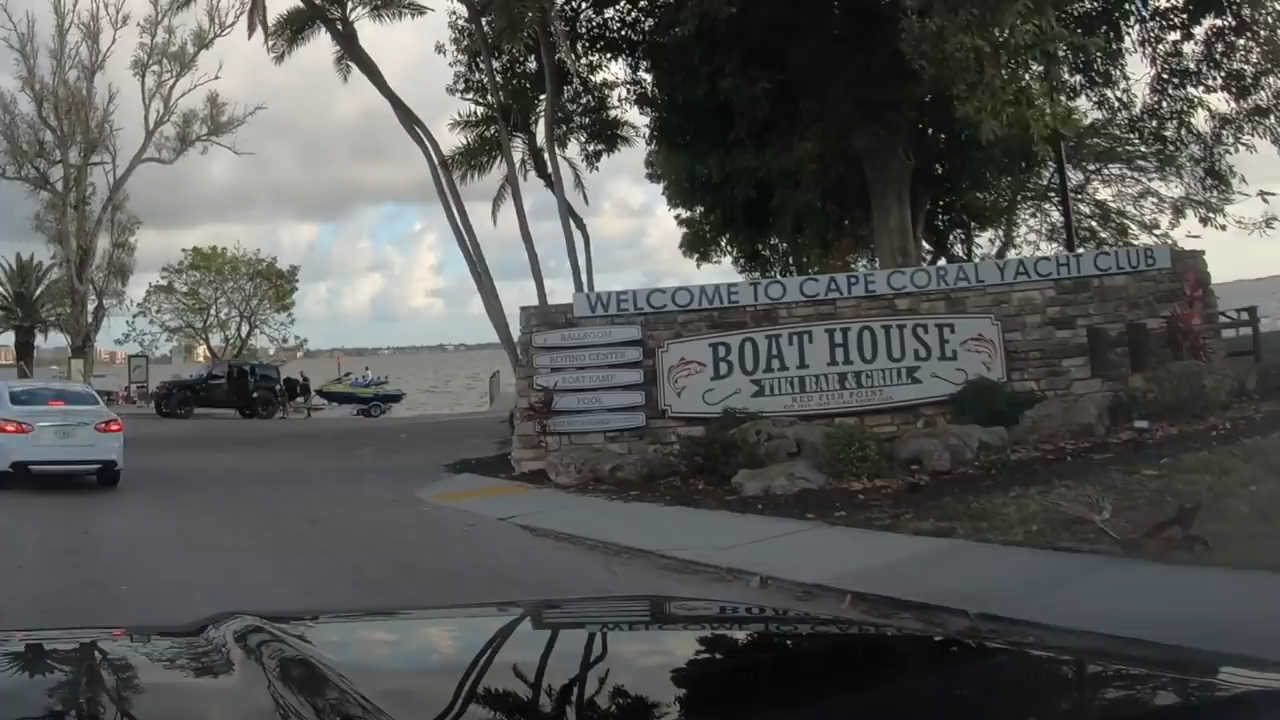 WELCOME TO CAPE CORAL YACHT CLUB
BALLROOM
ROTINO CENTER
BOAT RAMP
POOL
BOAT HOUSE
TIKI BAR & GRILL
RED FISH POINT